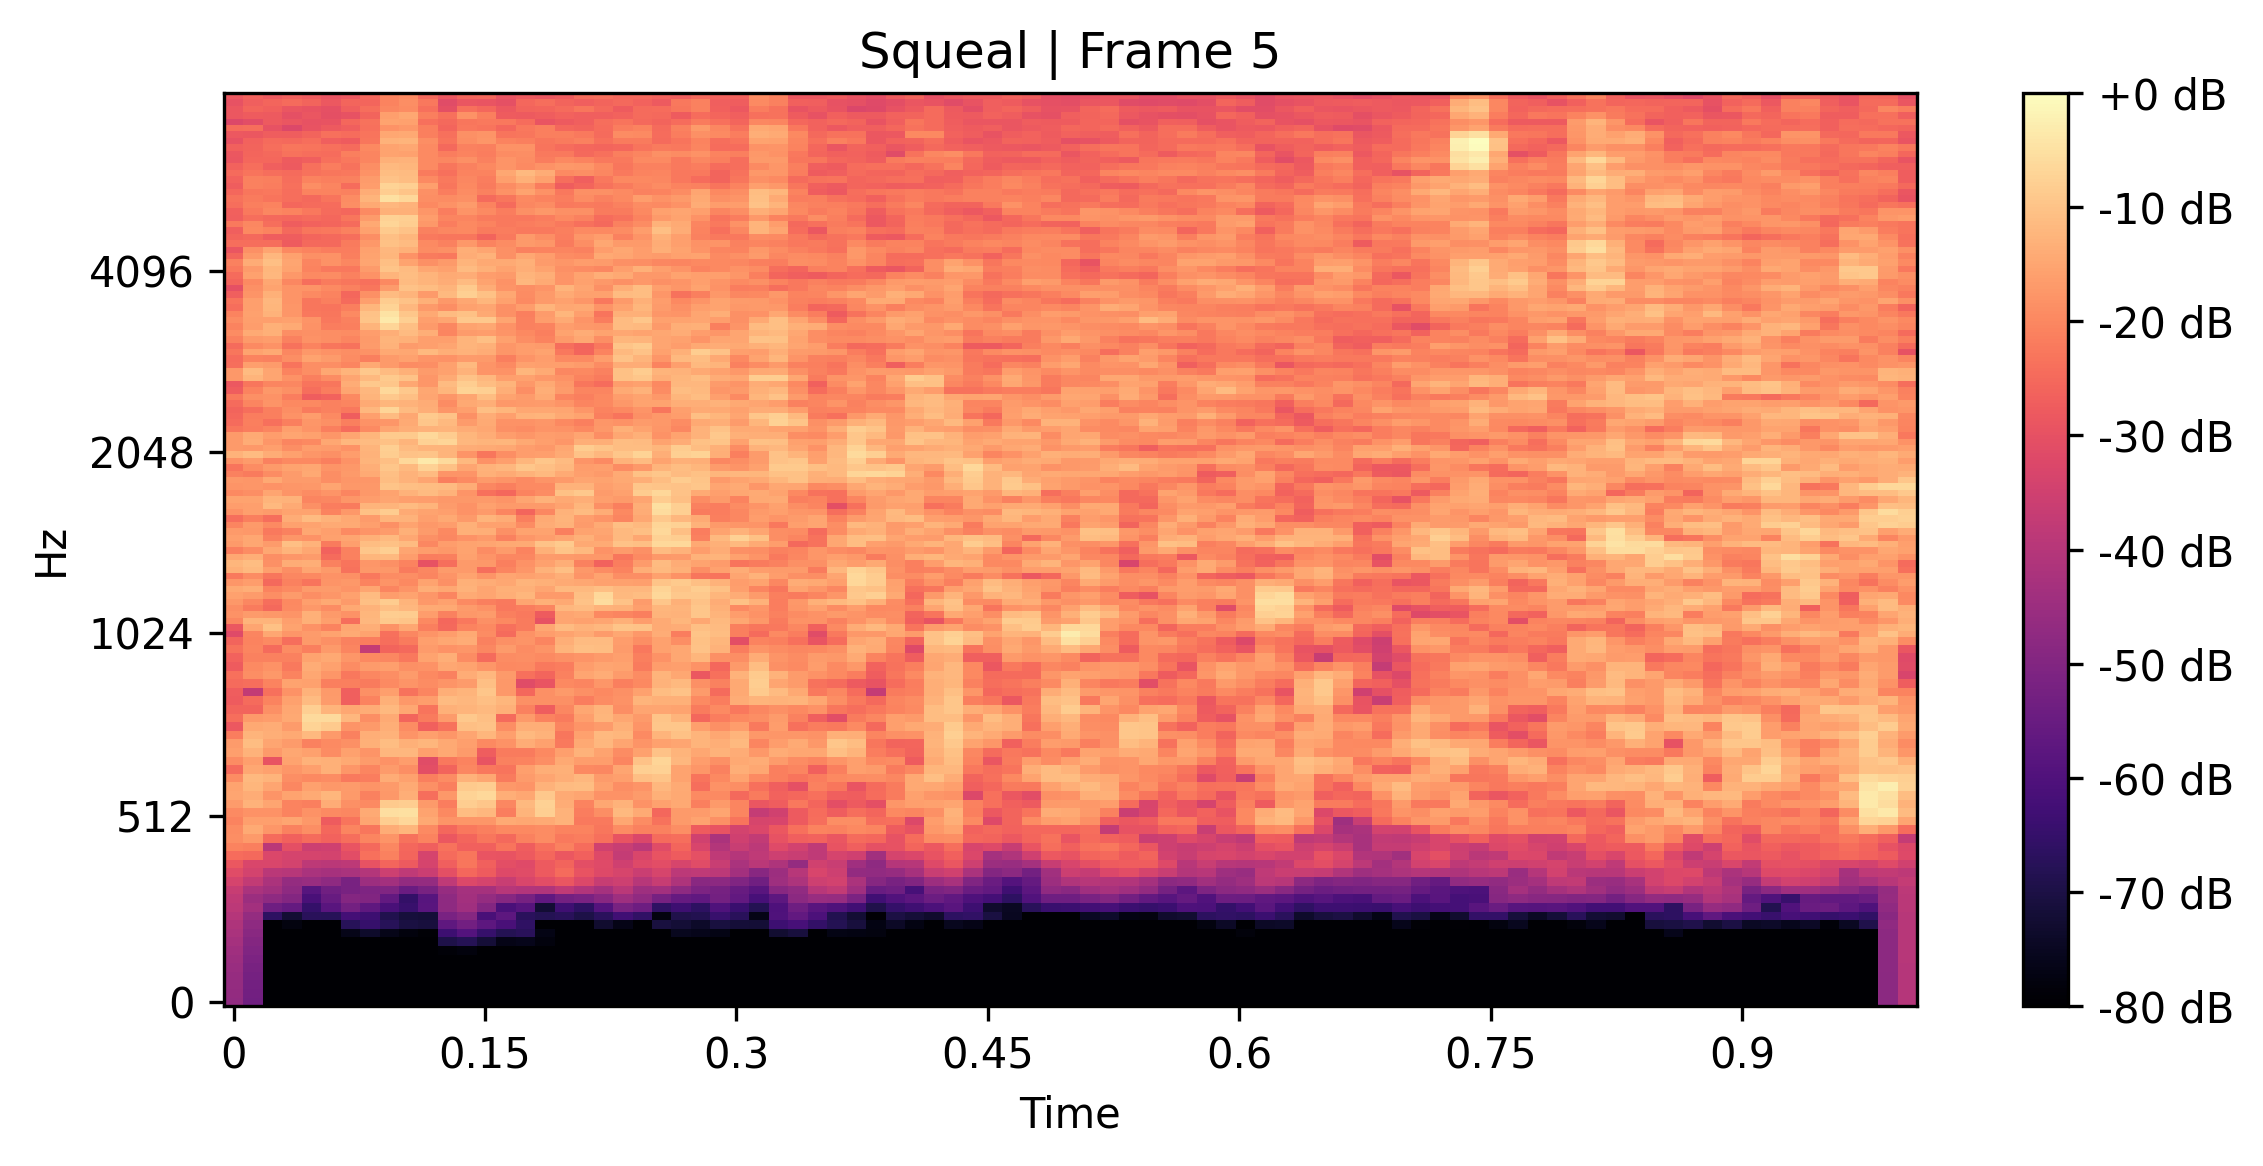 Squeal | Frame 5
+0 dB
-10 dB
-20 dB
-30 dB
-40 dB
-50 dB
-60 dB
-70 dB
-80 dB
Hz
4096
2048
1024
512
0
0 0.15 0.3 0.45 0.6 0.75 0.9
Time